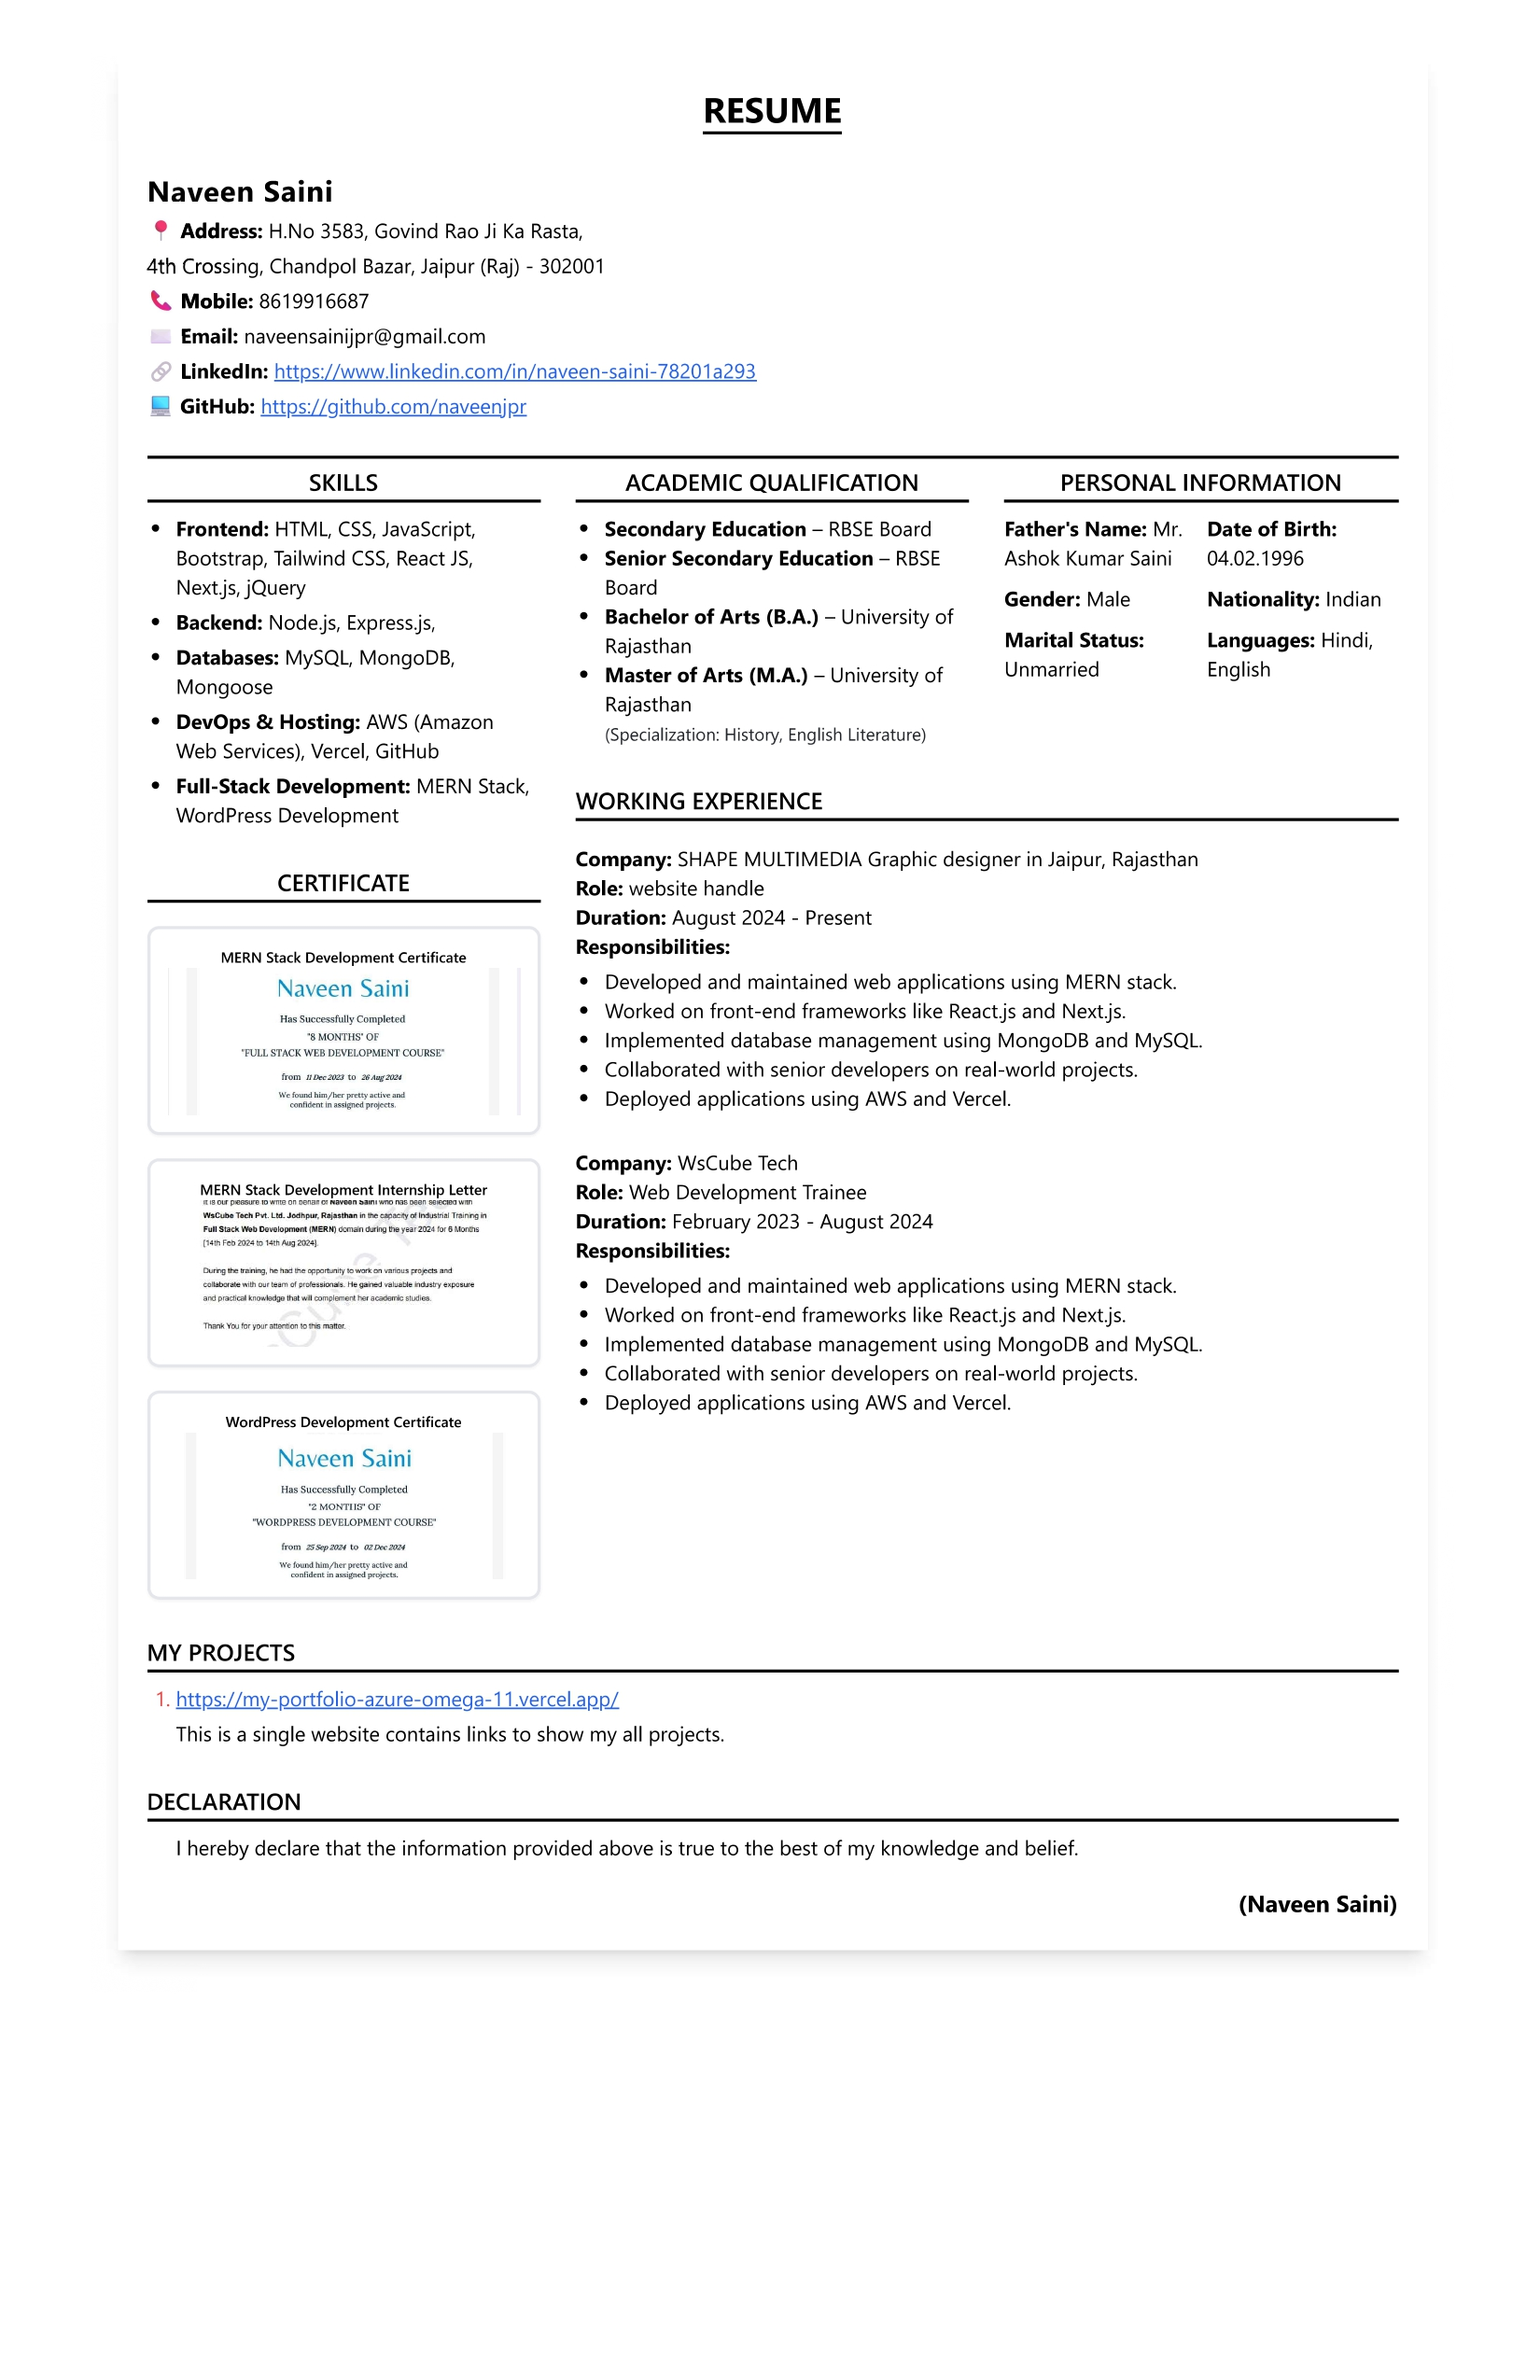 RESUME
Naveen Saini
📍 Address: H.No 3583, Govind Rao Ji Ka Rasta,
4th Crossing, Chandpol Bazar, Jaipur (Raj) - 302001
📞 Mobile: 8619916687
✉️ Email: naveensainijpr@gmail.com
🔗 LinkedIn: https://www.linkedin.com/in/naveen-saini-78201a293
💻 GitHub: https://github.com/naveenjpr
SKILLS
• Frontend: HTML, CSS, JavaScript,
Bootstrap, Tailwind CSS, React JS,
Next.js, jQuery
• Backend: Node.js, Express.js,
• Databases: MySQL, MongoDB,
Mongoose
• DevOps & Hosting: AWS (Amazon
Web Services), Vercel, GitHub
• Full-Stack Development: MERN Stack,
WordPress Development
CERTIFICATE
MERN Stack Development Certificate
Naveen Saini
Has Successfully Completed
"8 MONTHS" OF
"FULL STACK WEB DEVELOPMENT COURSE"
from 11 Dec 2023 to 26 Aug 2024
We found him/her pretty active and
confident in assigned projects.
MERN Stack Development Internship Letter
It is our pleasure to write on behalf of Naveen Saini who has been selected with
WsCube Tech Pvt. Ltd. Jodhpur, Rajasthan in the capacity of Industrial Training in
Full Stack Web Development (MERN) domain during the year 2024 for 6 Months
[14th Feb 2024 to 14th Aug 2024].
During the training, he had the opportunity to work on various projects and
collaborate with our team of professionals. He gained valuable industry exposure
and practical knowledge that will complement her academic studies.
Thank You for your attention to this matter.
WordPress Development Certificate
Naveen Saini
Has Successfully Completed
"2 MONTHS" OF
"WORDPRESS DEVELOPMENT COURSE"
from 25 Sep 2024 to 02 Dec 2024
We found him/her pretty active and
confident in assigned projects.
ACADEMIC QUALIFICATION
• Secondary Education – RBSE Board
• Senior Secondary Education – RBSE
Board
• Bachelor of Arts (B.A.) – University of
Rajasthan
• Master of Arts (M.A.) – University of
Rajasthan
(Specialization: History, English Literature)
PERSONAL INFORMATION
Father's Name: Mr.
Ashok Kumar Saini
Date of Birth:
04.02.1996
Gender: Male
Nationality: Indian
Marital Status:
Unmarried
Languages: Hindi,
English
WORKING EXPERIENCE
Company: SHAPE MULTIMEDIA Graphic designer in Jaipur, Rajasthan
Role: website handle
Duration: August 2024 - Present
Responsibilities:
• Developed and maintained web applications using MERN stack.
• Worked on front-end frameworks like React.js and Next.js.
• Implemented database management using MongoDB and MySQL.
• Collaborated with senior developers on real-world projects.
• Deployed applications using AWS and Vercel.
Company: WsCube Tech
Role: Web Development Trainee
Duration: February 2023 - August 2024
Responsibilities:
• Developed and maintained web applications using MERN stack.
• Worked on front-end frameworks like React.js and Next.js.
• Implemented database management using MongoDB and MySQL.
• Collaborated with senior developers on real-world projects.
• Deployed applications using AWS and Vercel.
MY PROJECTS
1. https://my-portfolio-azure-omega-11.vercel.app/
This is a single website contains links to show my all projects.
DECLARATION
I hereby declare that the information provided above is true to the best of my knowledge and belief.
(Naveen Saini)